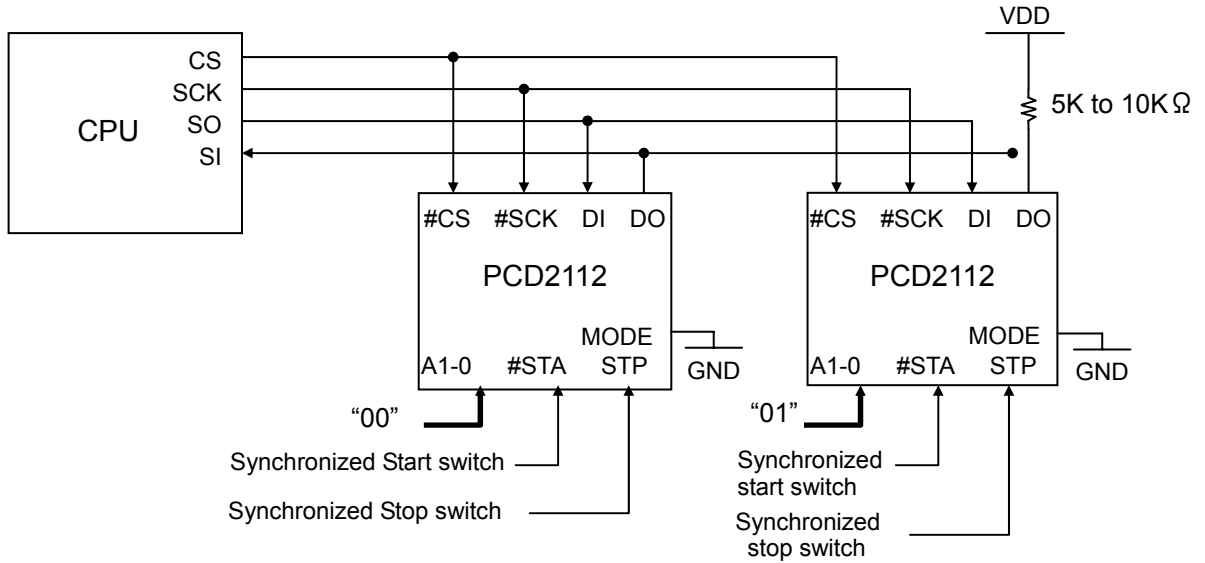 VDD
CS
SCK
SO
SI
CPU
5K to 10KΩ
#CS #SCK DI DO
PCD2112
MODE
A1-0 #STA STP
GND
#CS #SCK DI DO
PCD2112
MODE
A1-0 #STA STP
GND
“00”
Synchronized Start switch
Synchronized Stop switch
“01”
Synchronized
start switch
Synchronized
stop switch